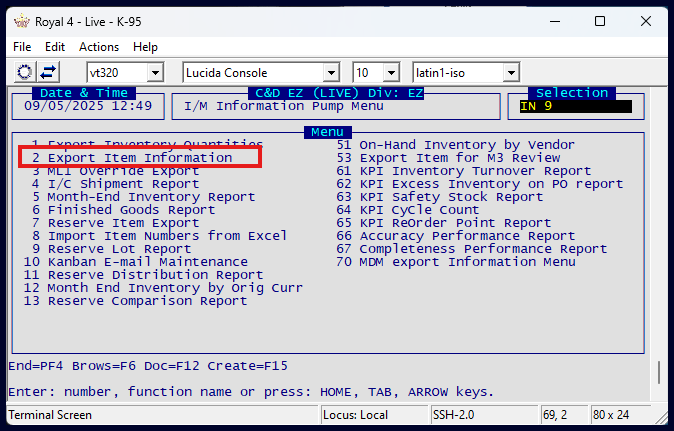 Royal 4 - Live - K-95
File Edit Actions Help
vt320 Lucida Console 10 latin1-iso
Date & Time C&D EZ (LIVE) Div: EZ Selection
09/05/2025 12:49 I/M Information Pump Menu IN 9
Menu
1 Export Inventory Quantities 51 On-Hand Inventory by Vendor
2 Export Item Information 53 Export Item for M3 Review
3 MLI Override Export 61 KPI Inventory Turnover Report
4 I/C Shipment Report 62 KPI Excess Inventory on PO report
5 Month-End Inventory Report 63 KPI Safety Stock Report
6 Finished Goods Report 64 KPI CyCle Count
7 Reserve Item Export 65 KPI ReOrder Point Report
8 Import Item Numbers from Excel 66 Accuracy Performance Report
9 Reserve Lot Report 67 Completeness Performance Report
10 Kanban E-mail Maintenance 70 MDM export Information Menu
11 Reserve Distribution Report
12 Month End Inventory by Orig Curr
13 Reserve Comparison Report
End=PF4 Brows=F6 Doc=F12 Create=F15
Enter: number, function name or press: HOME, TAB, ARROW keys.
Terminal Screen Locus: Local SSH-2.0 69, 2 80 x 24